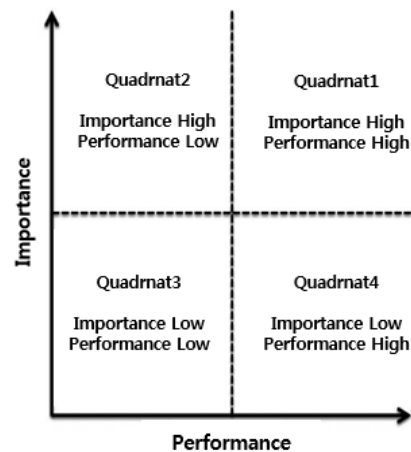 Quadrnat2
Importance High
Performance Low
Quadrnat1
Importance High
Performance High
Importance
Quadrnat3
Importance Low
Performance Low
Quadrnat4
Importance Low
Performance High
Performance